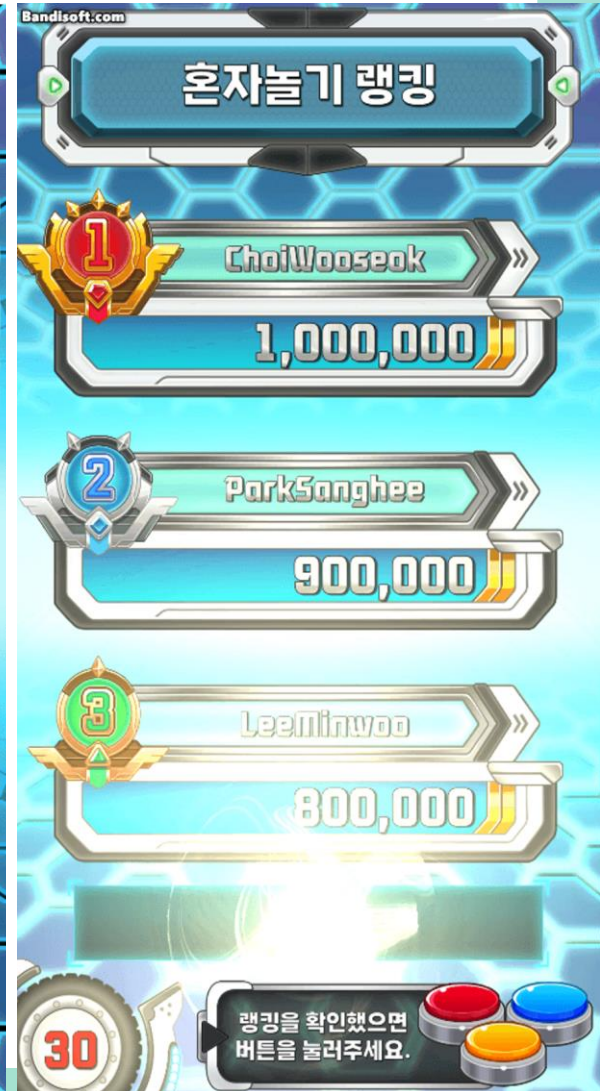 Bandisoft.com
혼자놀기 랭킹
1
ChoiWooseok
1,000,000
2
ParkSanghee
900,000
3
LeeMinwoo
800,000
30
랭킹을 확인했으면
버튼을 눌러주세요.